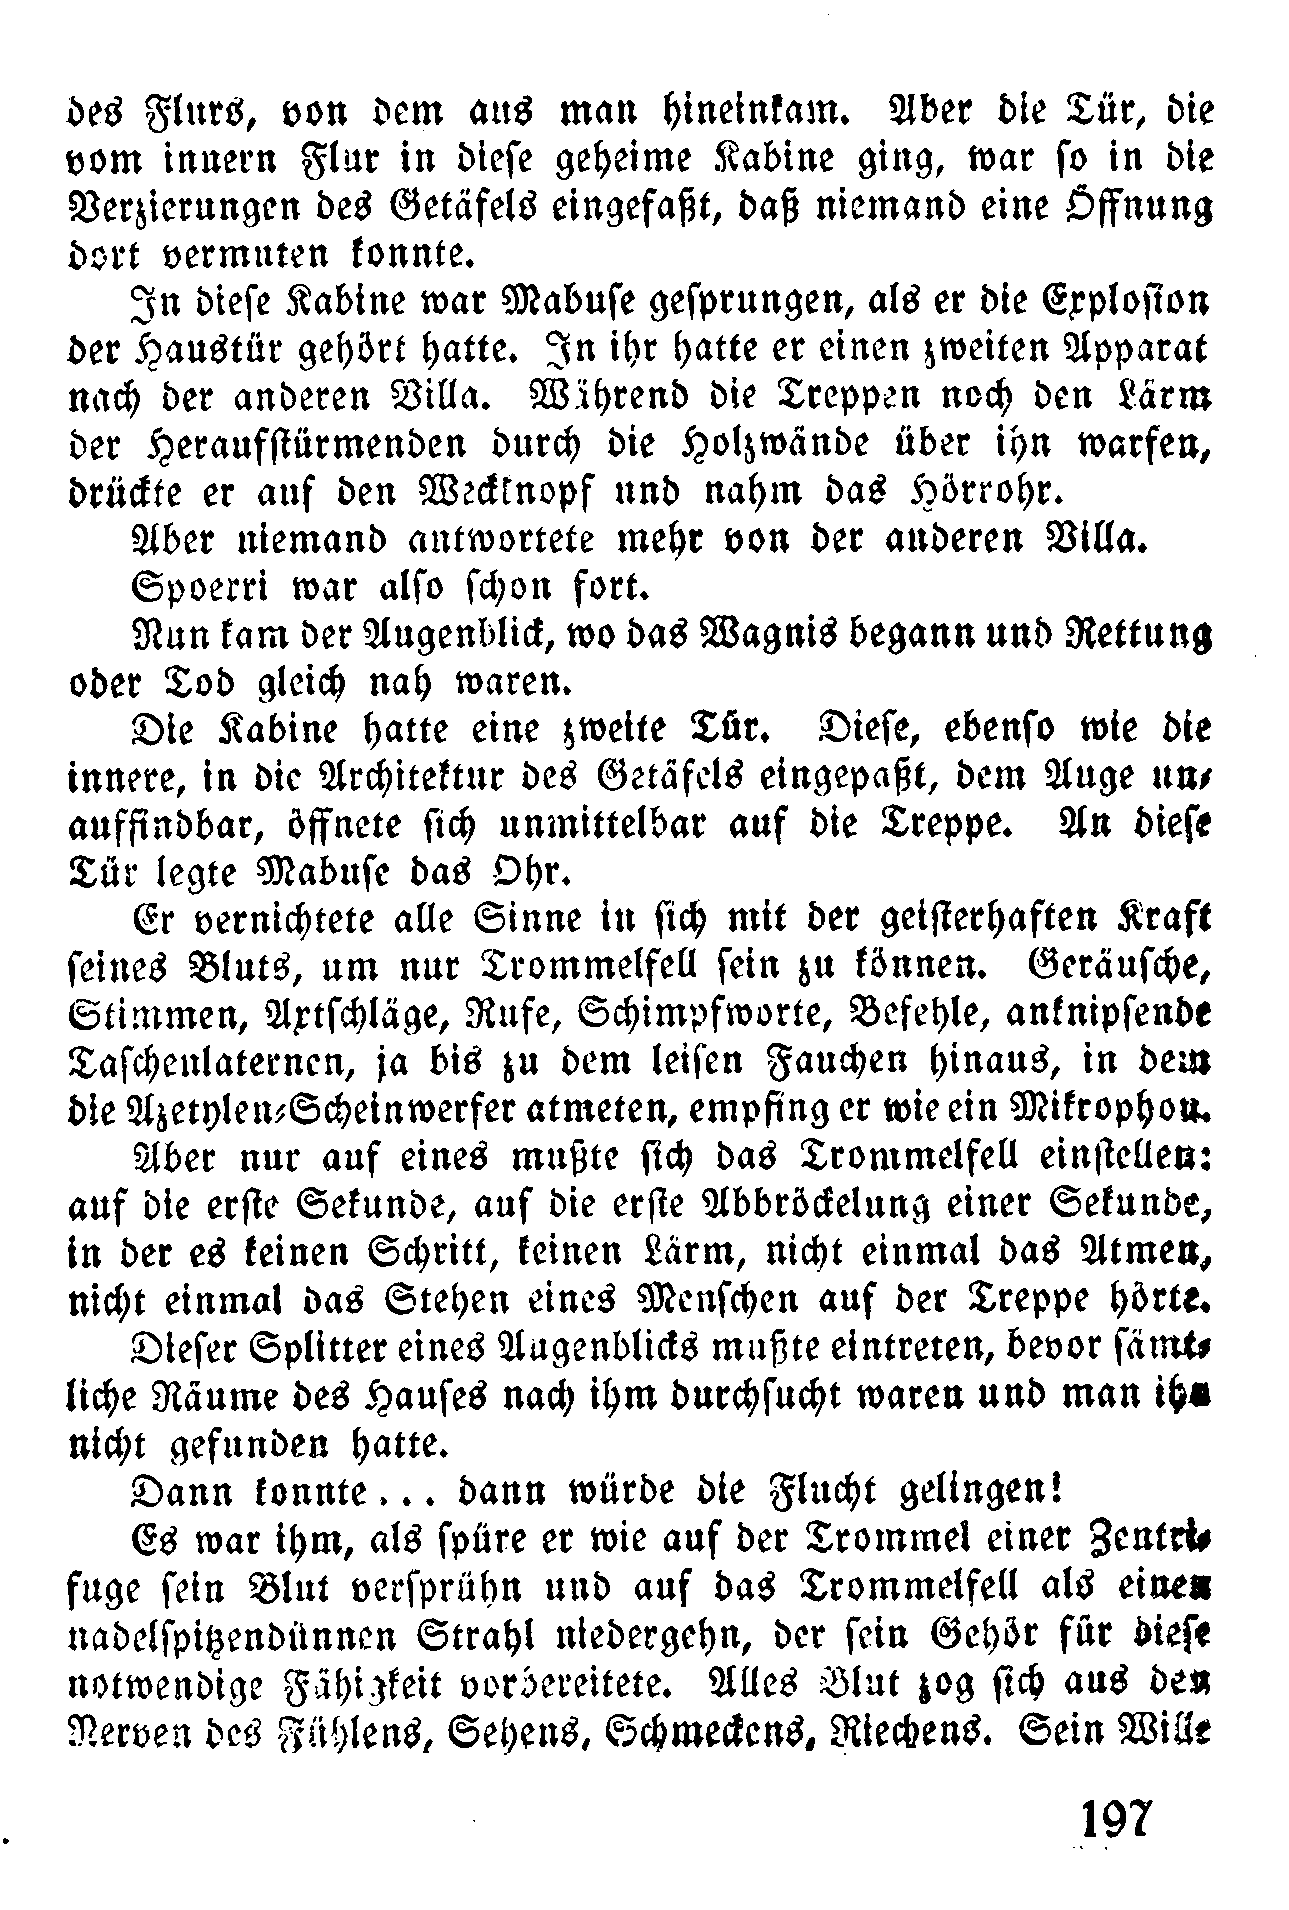 des Flurs, von dem aus man hineinkam. Aber die Tür, die
vom innern Flur in diese geheime Kabine ging, war so in die
Verzierungen des Getäfels eingefaßt, daß niemand eine Öffnung
dort vermuten konnte.
In diese Kabine war Mabuse gesprungen, als er die Explosion
der Haustür gehört hatte. In ihr hatte er einen zweiten Apparat
nach der anderen Villa. Während die Treppen noch den Lärm
der Heraufstürmenden durch die Holzwände über ihn warfen,
drückte er auf den Weckknopf und nahm das Hörrohr.
Aber niemand antwortete mehr von der anderen Villa.
Spoerri war also schon fort.
Nun kam der Augenblick, wo das Wagnis begann und Rettung
oder Tod gleich nah waren.
Die Kabine hatte eine zweite Tür. Diese, ebenso wie die
innere, in die Architektur des Getäfels eingepaßt, dem Auge un-
auffindbar, öffnete sich unmittelbar auf die Treppe. An diese
Tür legte Mabuse das Ohr.
Er vernichtete alle Sinne in sich mit der geisterhaften Kraft
seines Bluts, um nur Trommelfell sein zu können. Geräusche,
Stimmen, Axtschläge, Rufe, Schimpfworte, Befehle, anknipsende
Taschenlaternen, ja bis zu dem leisen Fauchen hinaus, in dem
die Azetylen-Scheinwerfer atmeten, empfing er wie ein Mikrophon.
Aber nur auf eines mußte sich das Trommelfell einstellen:
auf die erste Sekunde, auf die erste Abbröckelung einer Sekunde,
in der es keinen Schritt, keinen Lärm, nicht einmal das Atmen,
nicht einmal das Stehen eines Menschen auf der Treppe hörte.
Dieser Splitter eines Augenblicks mußte eintreten, bevor sämt-
liche Räume des Hauses nach ihm durchsucht waren und man ihn
nicht gefunden hatte.
Dann konnte... dann würde die Flucht gelingen!
Es war ihm, als spüre er wie auf der Trommel einer Zentri-
fuge sein Blut versprühn und auf das Trommelfell als einen
nadelspitzendünnen Strahl niedergehn, der sein Gehör für diese
notwendige Fähigkeit vorbereitete. Alles Blut zog sich aus den
Nerven des Fühlens, Sehens, Schmeckens, Riechens. Sein Wille
197